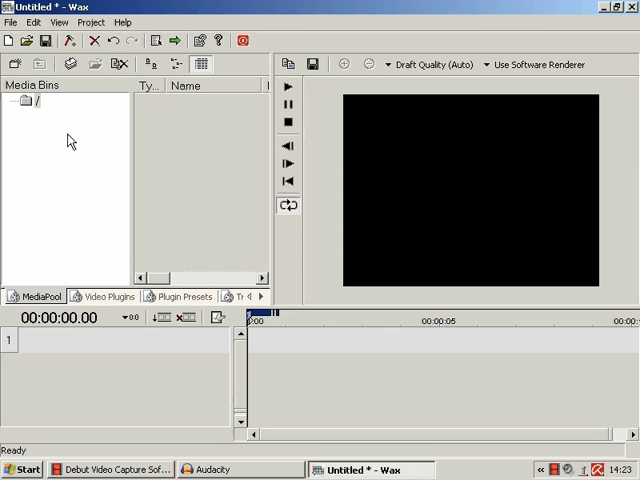 Untitled * - Wax
File Edit View Project Help
Draft Quality (Auto) Use Software Renderer
Media Bins Ty... Name
/
MediaPool Video Plugins Plugin Presets
00:00:00.00 0:0
00:00:05
1
Ready
Start Debut Video Capture Sof... Audacity Untitled * - Wax 14:23